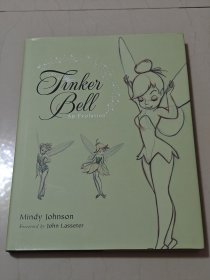 Tinker
Bell
An Evolution
Mindy Johnson
Foreword by John Lasseter